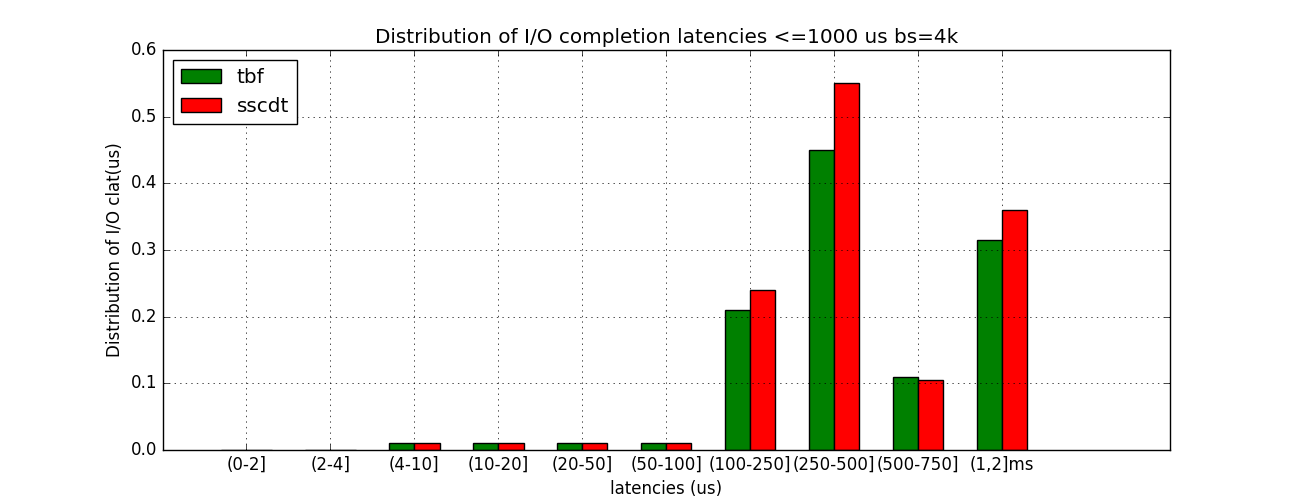 Distribution of I/O completion latencies <=1000 us bs=4k
tbf
sscdt
Distribution of I/O clat(us)
0.6
0.5
0.4
0.3
0.2
0.1
0.0
(0-2] (2-4] (4-10] (10-20] (20-50] (50-100] (100-250] (250-500] (500-750] (1,2]ms
latencies (us)